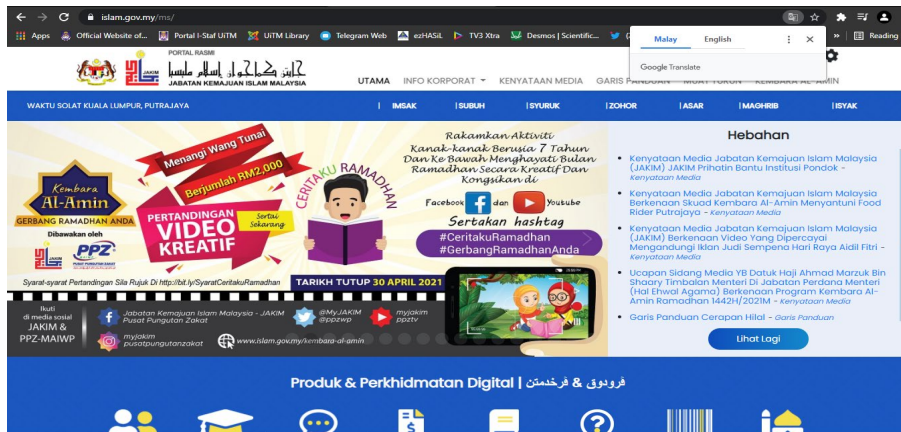 islam.gov.my/ms/
Apps
Official Website of...
Portal I-Staf UiTM
UiTM Library
Telegram Web
ezHASiL
TV3 Xtra
Desmos | Scientific...
»
Reading
Malay English
Google Translate
PORTAL RASMI
JAKIM
JABATAN KEMAJUAN ISLAM MALAYSIA
UTAMA INFO KORPORAT KENYATAAN MEDIA GARIS PANDUAN MUAT TURUN KEMBARA AL-AMIN
WAKTU SOLAT KUALA LUMPUR, PUTRAJAYA
| IMSAK | SUBUH | SYURUK | ZOHOR | ASAR | MAGHRIB | ISYAK
Kembara
Al-Amin
GERBANG RAMADHAN ANDA
Dibawakan oleh
JAKIM
PPZ
PUSAT PUNGUTAN ZAKAT
Menangi Wang Tunai
Berjumlah RM2,000
PERTANDINGAN
VIDEO
KREATIF
Sertai
Sekarang
CERITAKU RAMADHAN
Rakamkan Aktiviti
Kanak-kanak Berusia 7 Tahun
Dan Ke Bawah Menghayati Bulan
Ramadhan Secara Kreatif Dan
Kongsikan di
Facebook dan Youtube
Sertakan hashtag
#CeritakuRamadhan
#GerbangRamadhanAnda
Syarat-syarat Pertandingan Sila Rujuk Di http://bit.ly/SyaratCeritakuRamadhan
TARIKH TUTUP 30 APRIL 2021
Ikuti
di media sosial
JAKIM &
PPZ-MAIWP
Jabatan Kemajuan Islam Malaysia - JAKIM
Pusat Pungutan Zakat
@MyJAKIM
@ppzwp
myjakim
ppztv
myjakim
pusatpungutanzakat
www.islam.gov.my/kembara-al-amin
Hebahan
Kenyataan Media Jabatan Kemajuan Islam Malaysia
(JAKIM) JAKIM Prihatin Bantu Institusi Pondok -
Kenyataan Media
Kenyataan Media Jabatan Kemajuan Islam Malaysia
Berkenaan Skuad Kembara Al-Amin Menyantuni Food
Rider Putrajaya - Kenyataan Media
Kenyataan Media Jabatan Kemajuan Islam Malaysia
(JAKIM) Berkenaan Video Yang Dipercayai
Mengandungi Iklan Judi Sempena Hari Raya Aidil Fitri -
Kenyataan Media
Ucapan Sidang Media YB Datuk Haji Ahmad Marzuk Bin
Shaary Timbalan Menteri Di Jabatan Perdana Menteri
(Hal Ehwal Agama) Berkenaan Program Kembara Al-
Amin Ramadhan 1442H/2021M - Kenyataan Media
Garis Panduan Cerapan Hilal - Garis Panduan
Lihat Lagi
Produk & Perkhidmatan Digital | فرودوق & فرخدمتن